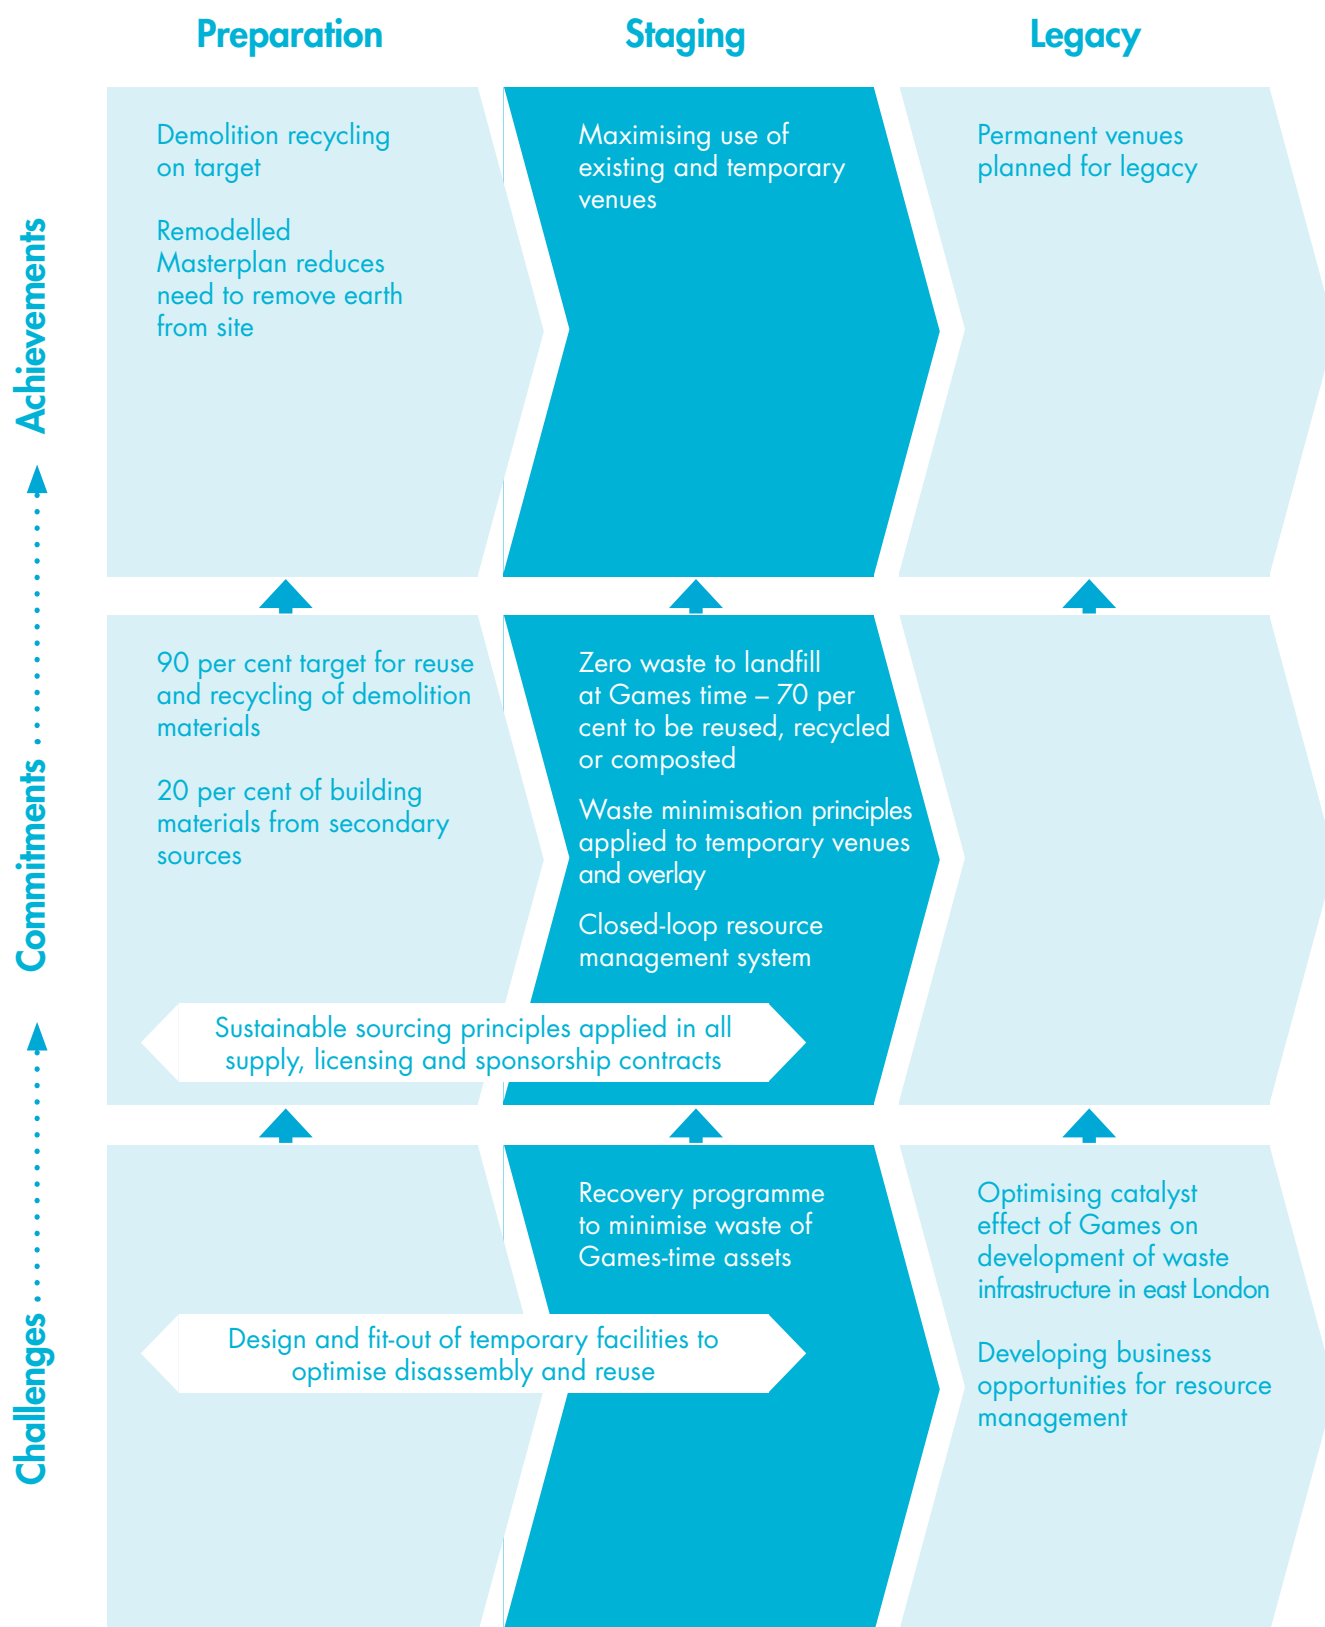 Preparation
Staging
Legacy
Achievements
Demolition recycling
on target
Remodelled
Masterplan reduces
need to remove earth
from site
Maximising use of
existing and temporary
venues
Permanent venues
planned for legacy
Commitments
90 per cent target for reuse
and recycling of demolition
materials
20 per cent of building
materials from secondary
sources
Zero waste to landfill
at Games time – 70 per
cent to be reused, recycled
or composted
Waste minimisation principles
applied to temporary venues
and overlay
Closed-loop resource
management system
Sustainable sourcing principles applied in all
supply, licensing and sponsorship contracts
Challenges
Recovery programme
to minimise waste of
Games-time assets
Design and fit-out of temporary facilities to
optimise disassembly and reuse
Optimising catalyst
effect of Games on
development of waste
infrastructure in east London
Developing business
opportunities for resource
management